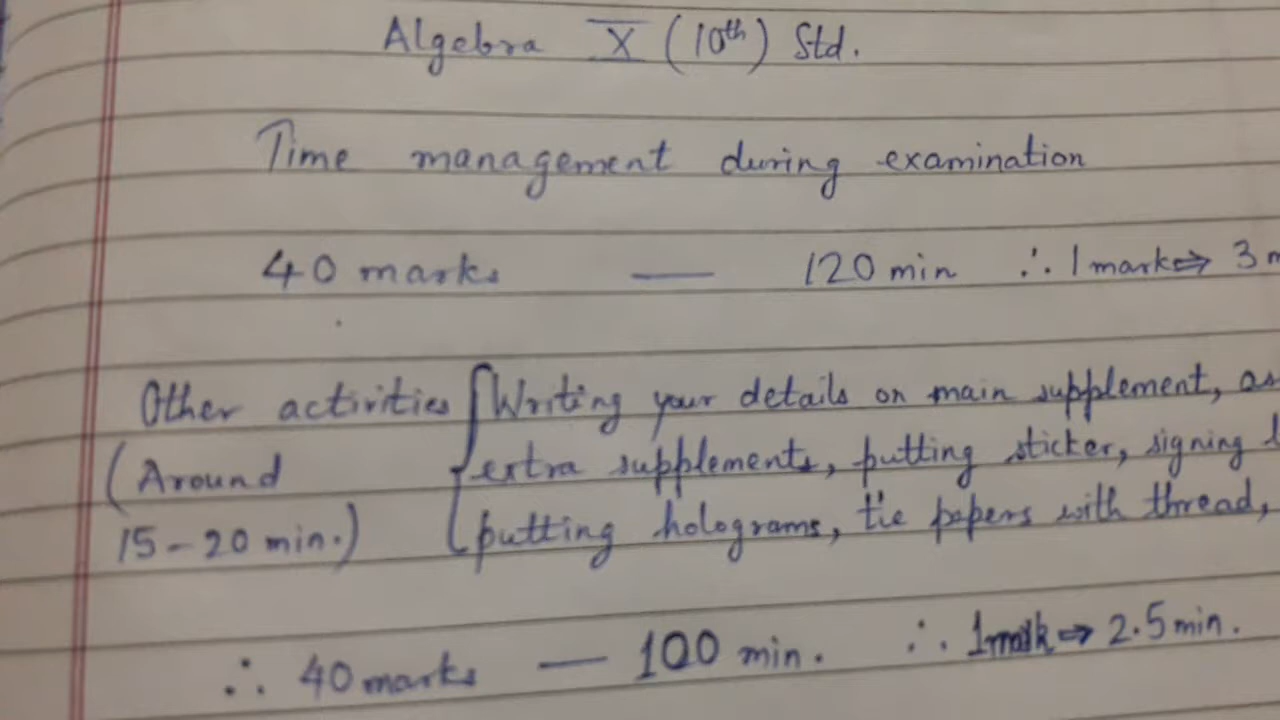 Algebra X (10th) Std.
Time management during examination
40 marks — 120 min ∴ 1 mark ⇒ 3
Other activities { Writing your details on main supplement,
(Around extra supplements, putting sticker, signing
15-20 min.) putting holograms, tie papers with thread,
∴ 40 marks — 100 min. ∴ 1 mark ⇒ 2.5 min.